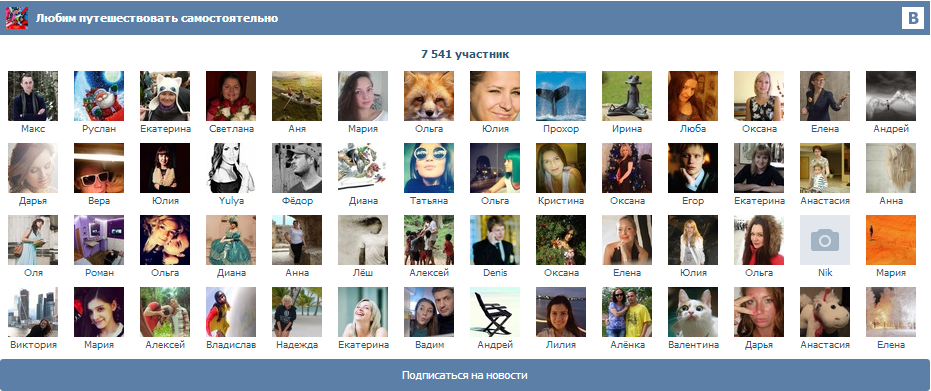 Любим путешествовать самостоятельно
B
7 541 участник
Макс Руслан Екатерина Светлана Аня Мария Ольга Юлия Прохор Ирина Люба Оксана Елена Андрей
Дарья Вера Юлия Yulya Фёдор Диана Татьяна Ольга Кристина Оксана Егор Екатерина Анастасия Анна
Оля Роман Ольга Диана Анна Лёш Алексей Denis Оксана Елена Юлия Ольга Nik Мария
Виктория Мария Алексей Владислав Надежда Екатерина Вадим Андрей Лилия Алёнка Валентина Дарья Анастасия Елена
Подписаться на новости